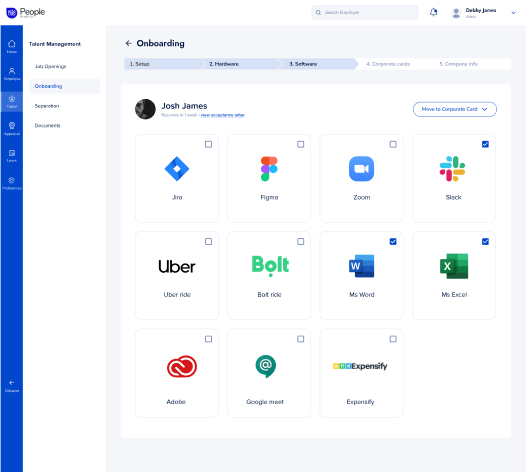 People
Search Employee
Debby James
Admin
Home
Employee
Talent
Appraisal
Leave
Preferences
Collapse
Talent Management
Job Openings
Onboarding
Separation
Documents
← Onboarding
1. Setup
2. Hardware
3. Software
4. Corporate cards
5. Company info
Josh James
Resumes in 1 week | view acceptance letter
Move to Corporate Card
Jira
Figma
Zoom
Slack
Uber
Bolt
W
X
Uber ride
Bolt ride
Ms Word
Ms Excel
@
Expensify
Adobe
Google meet
Expensify